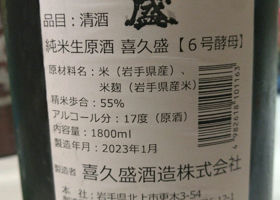 盛
品目：清酒
純米生原酒 喜久盛【６号酵母】
原材料名：米（岩手県産）、
米麹（岩手県産米）
精米歩合：55%
アルコール分：17度（原酒）
内容量：1800ml
製造年月：2023年1月
製造者 喜久盛酒造株式会社
住所：岩手県北上市更木3-54
4982618101163